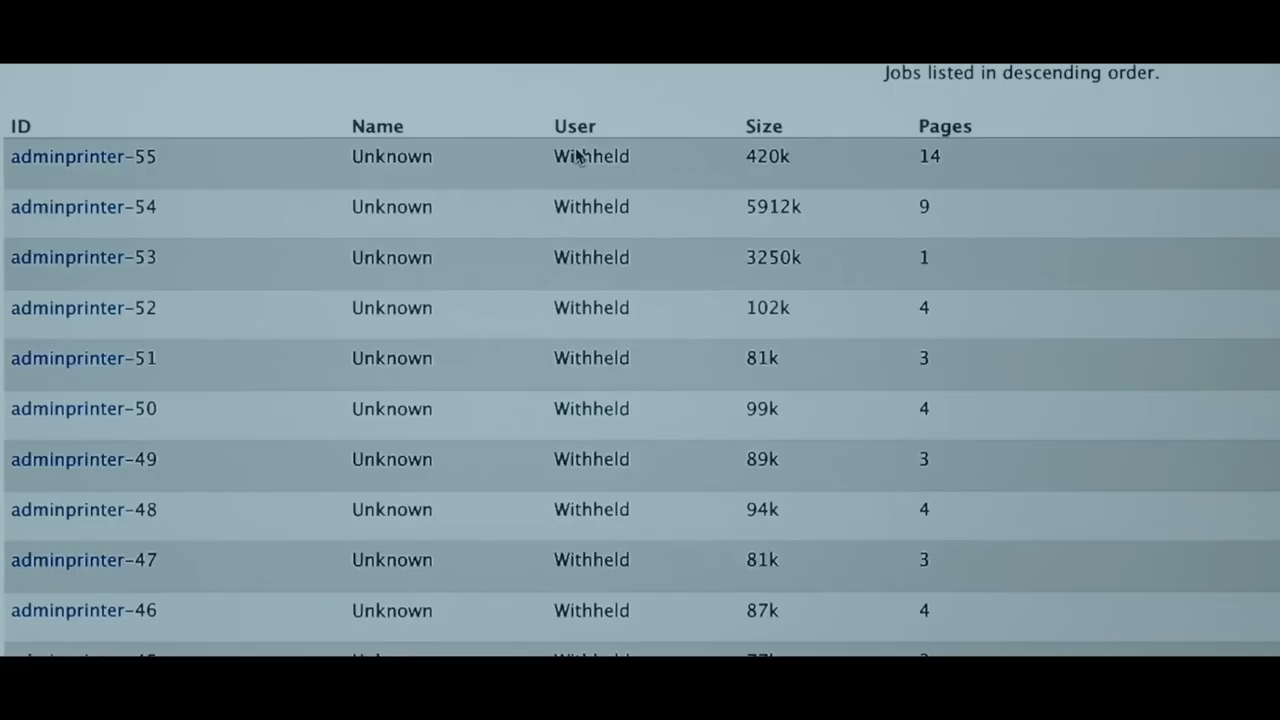 Jobs listed in descending order.
ID Name User Size Pages
adminprinter-55 Unknown Withheld 420k 14
adminprinter-54 Unknown Withheld 5912k 9
adminprinter-53 Unknown Withheld 3250k 1
adminprinter-52 Unknown Withheld 102k 4
adminprinter-51 Unknown Withheld 81k 3
adminprinter-50 Unknown Withheld 99k 4
adminprinter-49 Unknown Withheld 89k 3
adminprinter-48 Unknown Withheld 94k 4
adminprinter-47 Unknown Withheld 81k 3
adminprinter-46 Unknown Withheld 87k 4